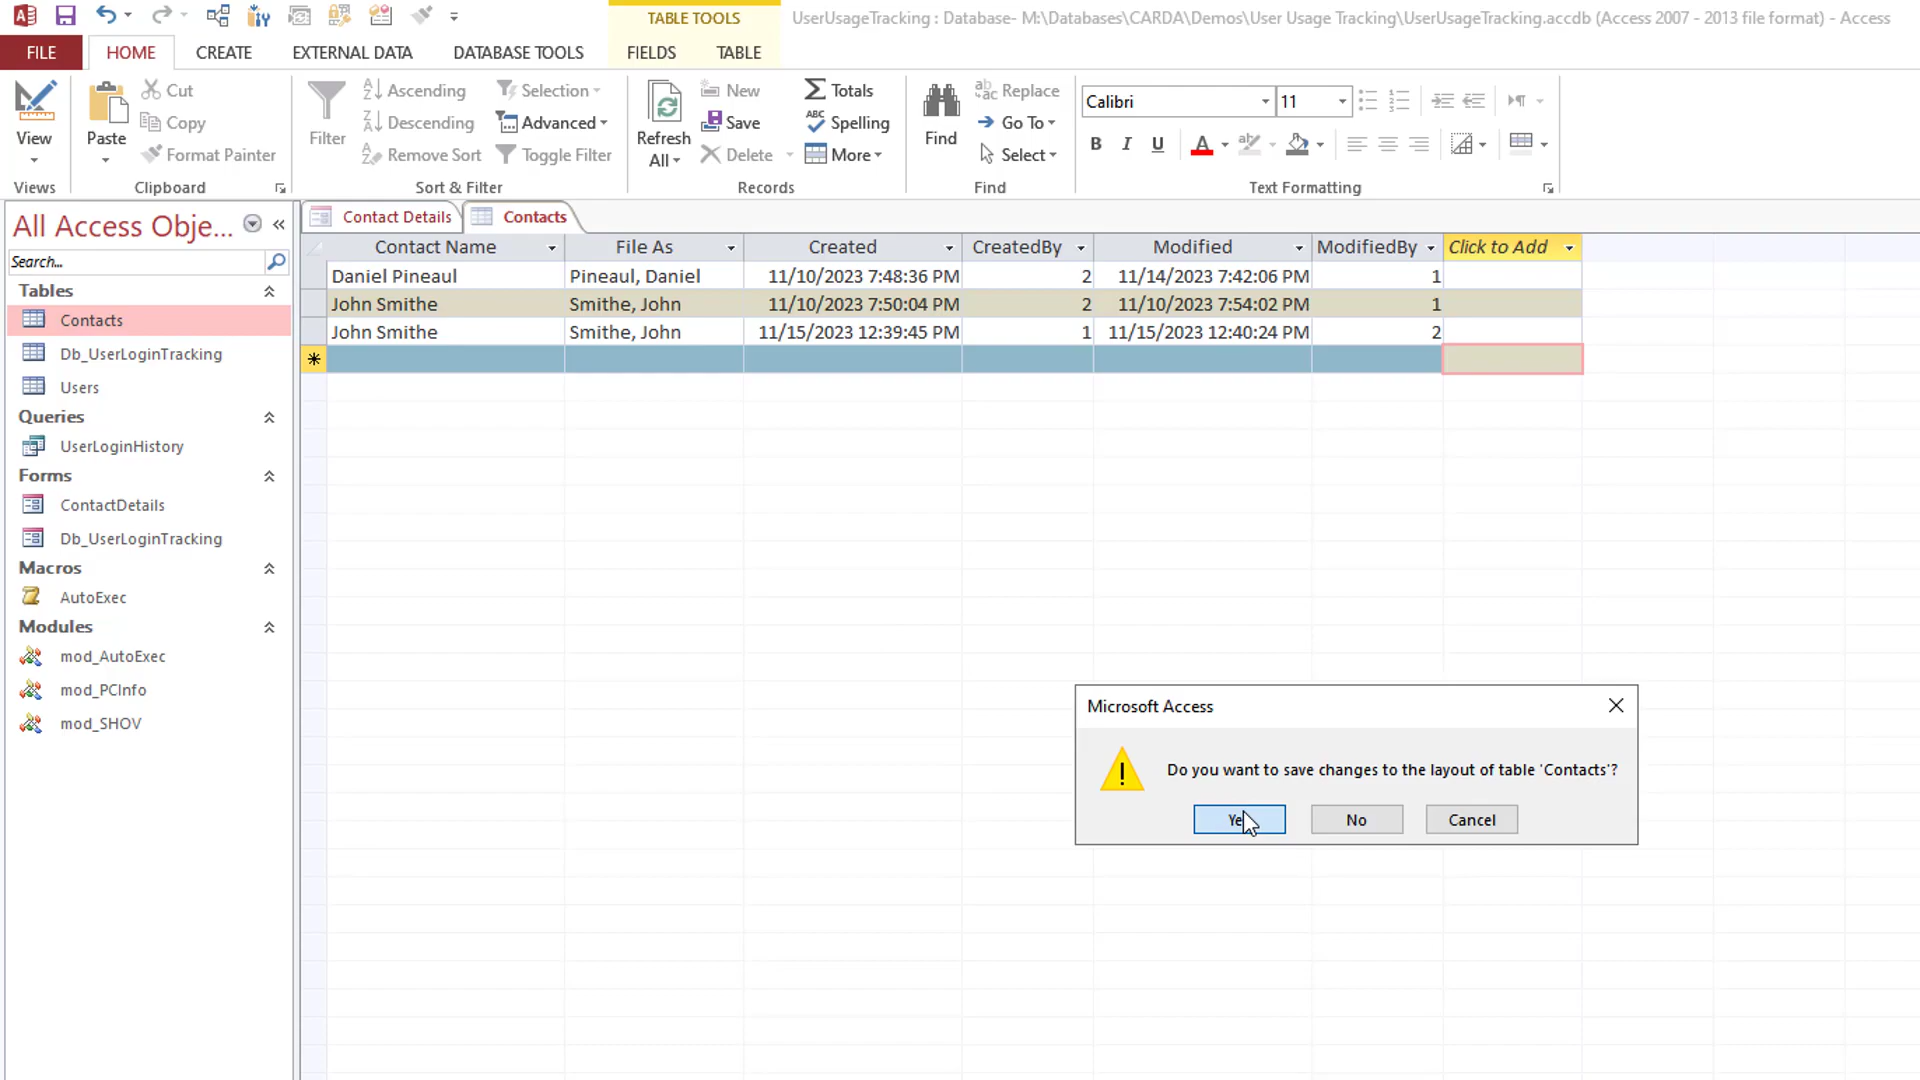 TABLE TOOLS
UserUsageTracking : Database- M:\Databases\CARDA\Demos\User Usage Tracking\UserUsageTracking.accdb (Access 2007 - 2013 file format) - Access
FILE HOME CREATE EXTERNAL DATA DATABASE TOOLS FIELDS TABLE
View
Views
Paste
Cut
Copy
Format Painter
Clipboard
Filter
Ascending
Descending
Remove Sort
Selection
Advanced
Toggle Filter
Sort & Filter
Refresh
All
New
Save
Delete
Totals
Spelling
More
Records
Find
Replace
Go To
Select
Find
Calibri 11
B I U A
Text Formatting
All Access Obje... «
Search...
Tables
Contacts
Db_UserLoginTracking
Users
Queries
UserLoginHistory
Forms
ContactDetails
Db_UserLoginTracking
Macros
AutoExec
Modules
mod_AutoExec
mod_PCInfo
mod_SHOV
Contact Details Contacts
Contact Name File As Created CreatedBy Modified ModifiedBy Click to Add
Daniel Pineaul Pineaul, Daniel 11/10/2023 7:48:36 PM 2 11/14/2023 7:42:06 PM 1
John Smithe Smithe, John 11/10/2023 7:50:04 PM 2 11/10/2023 7:54:02 PM 1
John Smithe Smithe, John 11/15/2023 12:39:45 PM 1 11/15/2023 12:40:24 PM 2
Microsoft Access
Do you want to save changes to the layout of table 'Contacts'?
No Cancel